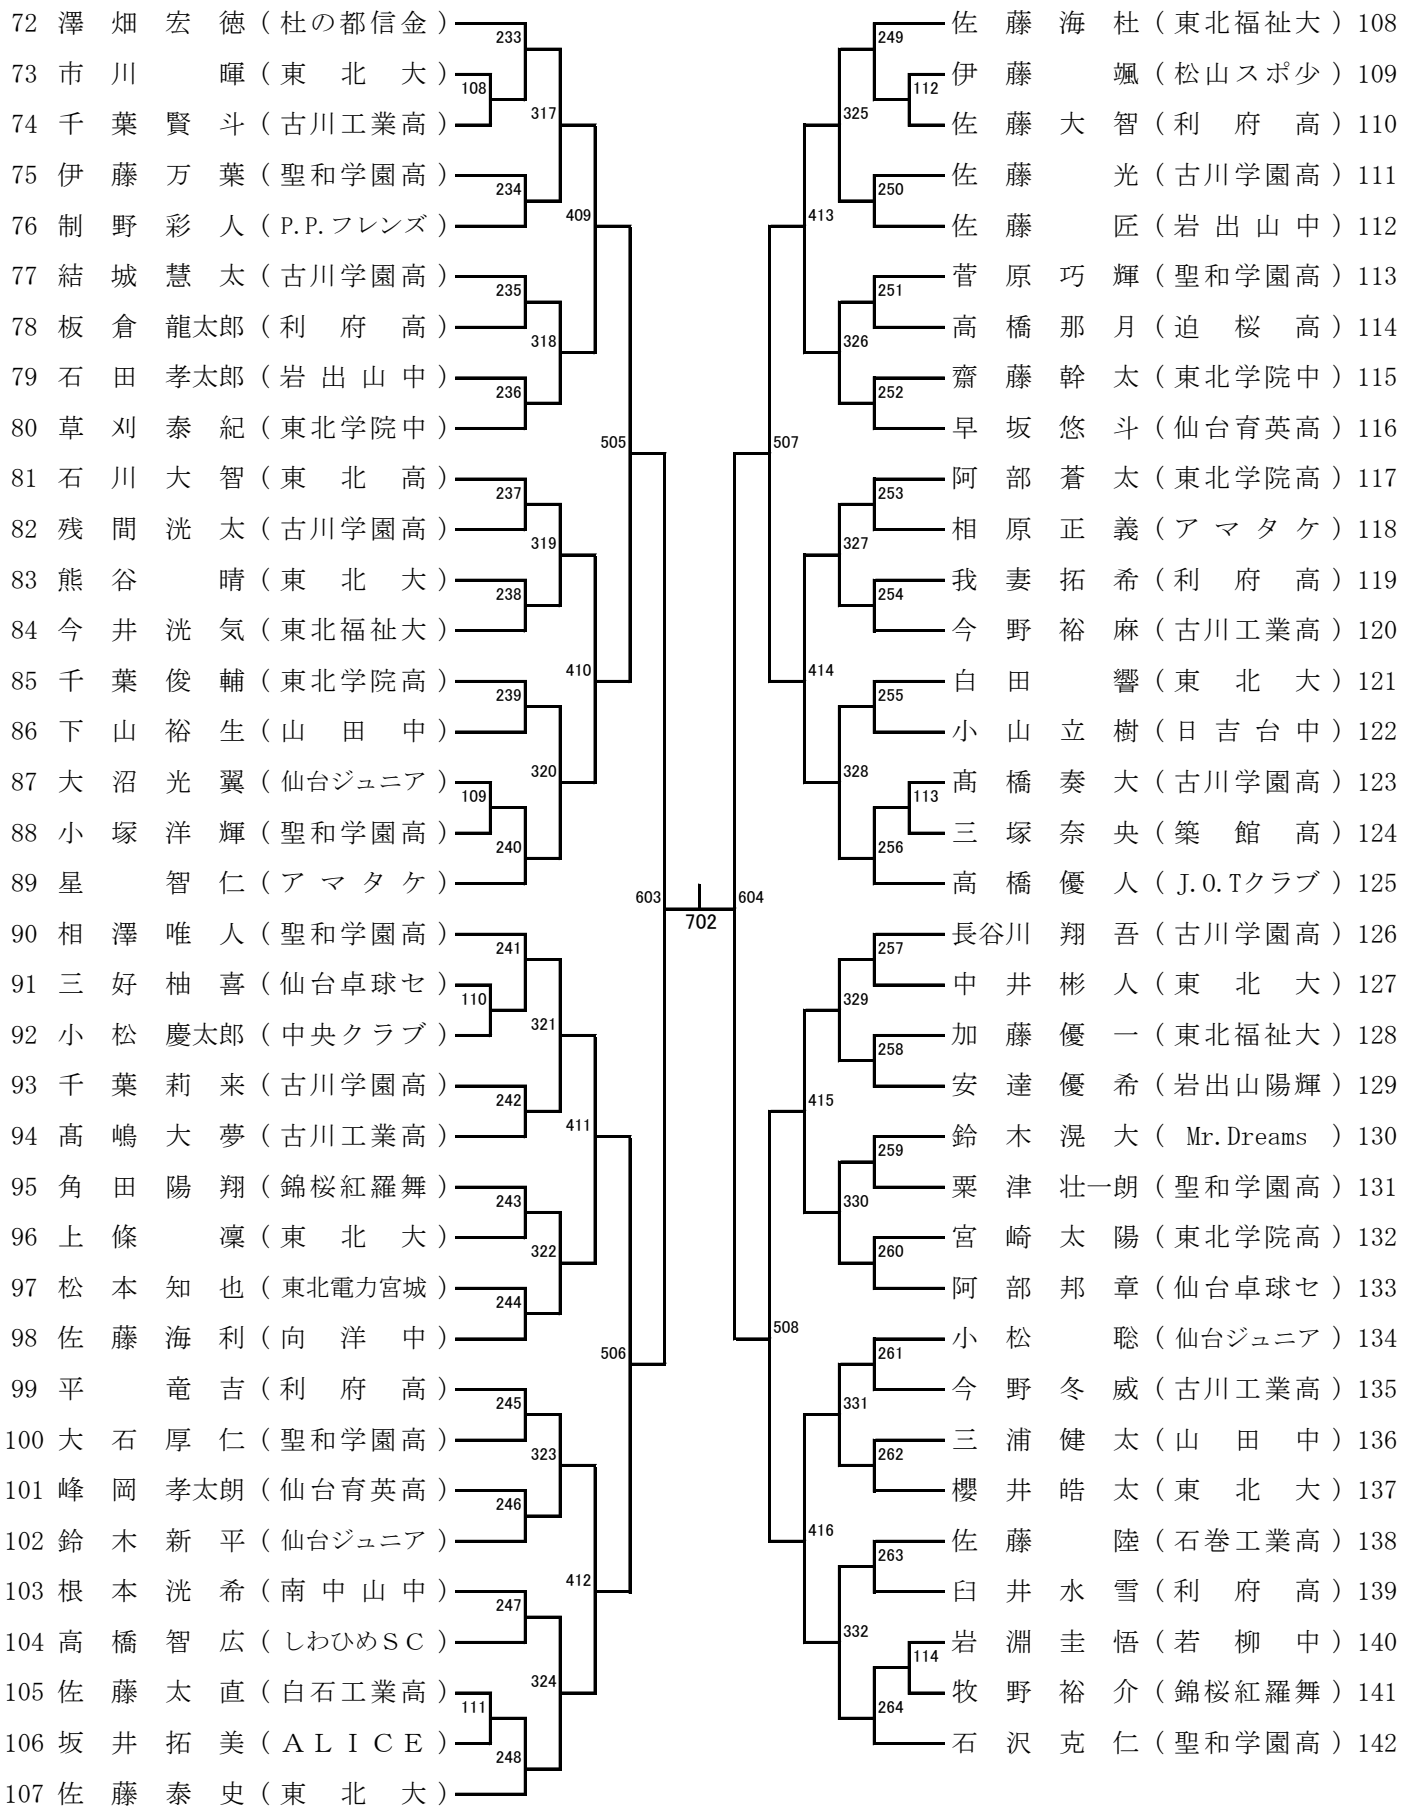 72 澤 畑 宏 徳 ( 杜の都信金 )
73 市 川 暉 ( 東 北 大 )
74 千 葉 賢 斗 ( 古川工業高 )
75 伊 藤 万 葉 ( 聖和学園高 )
76 制 野 彩 人 ( P.P.フレンズ )
77 結 城 慧 太 ( 古川学園高 )
78 板 倉 龍太郎 ( 利 府 高 )
79 石 田 孝太郎 ( 岩 出 山 中 )
80 草 刈 泰 紀 ( 東北学院中 )
81 石 川 大 智 ( 東 北 高 )
82 残 間 洸 太 ( 古川学園高 )
83 熊 谷 晴 ( 東 北 大 )
84 今 井 洸 気 ( 東北福祉大 )
85 千 葉 俊 輔 ( 東北学院高 )
86 下 山 裕 生 ( 山 田 中 )
87 大 沼 光 翼 ( 仙台ジュニア )
88 小 塚 洋 輝 ( 聖和学園高 )
89 星 智 仁 ( ア マ タ ケ )
90 相 澤 唯 人 ( 聖和学園高 )
91 三 好 柚 喜 ( 仙台卓球セ )
92 小 松 慶太郎 ( 中央クラブ )
93 千 葉 莉 来 ( 古川学園高 )
94 髙 嶋 大 夢 ( 古川工業高 )
95 角 田 陽 翔 ( 錦桜紅羅舞 )
96 上 條 凜 ( 東 北 大 )
97 松 本 知 也 ( 東北電力宮城 )
98 佐 藤 海 利 ( 向 洋 中 )
99 平 竜 吉 ( 利 府 高 )
100 大 石 厚 仁 ( 聖和学園高 )
101 峰 岡 孝太朗 ( 仙台育英高 )
102 鈴 木 新 平 ( 仙台ジュニア )
103 根 本 洸 希 ( 南 中 山 中 )
104 高 橋 智 広 ( しわひめＳＣ )
105 佐 藤 太 直 ( 白石工業高 )
106 坂 井 拓 美 ( Ａ Ｌ Ｉ Ｃ Ｅ )
107 佐 藤 泰 史 ( 東 北 大 )
233
108
317
234
409
235
318
236
505
237
319
238
410
239
320
109
240
603
241
110
321
242
411
243
322
244
506
245
323
246
412
247
324
111
248
702
604
249
112
325
250
413
251
326
252
507
253
327
254
414
255
328
113
256
257
329
258
415
259
330
260
508
261
331
262
416
263
332
114
264
佐 藤 海 杜 ( 東北福祉大 ) 108
伊 藤 颯 ( 松山スポ少 ) 109
佐 藤 大 智 ( 利 府 高 ) 110
佐 藤 光 ( 古川学園高 ) 111
佐 藤 匠 ( 岩 出 山 中 ) 112
菅 原 巧 輝 ( 聖和学園高 ) 113
高 橋 那 月 ( 迫 桜 高 ) 114
齋 藤 幹 太 ( 東北学院中 ) 115
早 坂 悠 斗 ( 仙台育英高 ) 116
阿 部 蒼 太 ( 東北学院高 ) 117
相 原 正 義 ( ア マ タ ケ ) 118
我 妻 拓 希 ( 利 府 高 ) 119
今 野 裕 麻 ( 古川工業高 ) 120
白 田 響 ( 東 北 大 ) 121
小 山 立 樹 ( 日 吉 台 中 ) 122
髙 橋 奏 大 ( 古川学園高 ) 123
三 塚 奈 央 ( 築 館 高 ) 124
高 橋 優 人 ( J.O.Tクラブ ) 125
長谷川 翔 吾 ( 古川学園高 ) 126
中 井 彬 人 ( 東 北 大 ) 127
加 藤 優 一 ( 東北福祉大 ) 128
安 達 優 希 ( 岩出山陽輝 ) 129
鈴 木 滉 大 ( Mr.Dreams ) 130
粟 津 壮一朗 ( 聖和学園高 ) 131
宮 崎 太 陽 ( 東北学院高 ) 132
阿 部 邦 章 ( 仙台卓球セ ) 133
小 松 聡 ( 仙台ジュニア ) 134
今 野 冬 威 ( 古川工業高 ) 135
三 浦 健 太 ( 山 田 中 ) 136
櫻 井 皓 太 ( 東 北 大 ) 137
佐 藤 陸 ( 石巻工業高 ) 138
臼 井 水 雪 ( 利 府 高 ) 139
岩 淵 圭 悟 ( 若 柳 中 ) 140
牧 野 裕 介 ( 錦桜紅羅舞 ) 141
石 沢 克 仁 ( 聖和学園高 ) 142